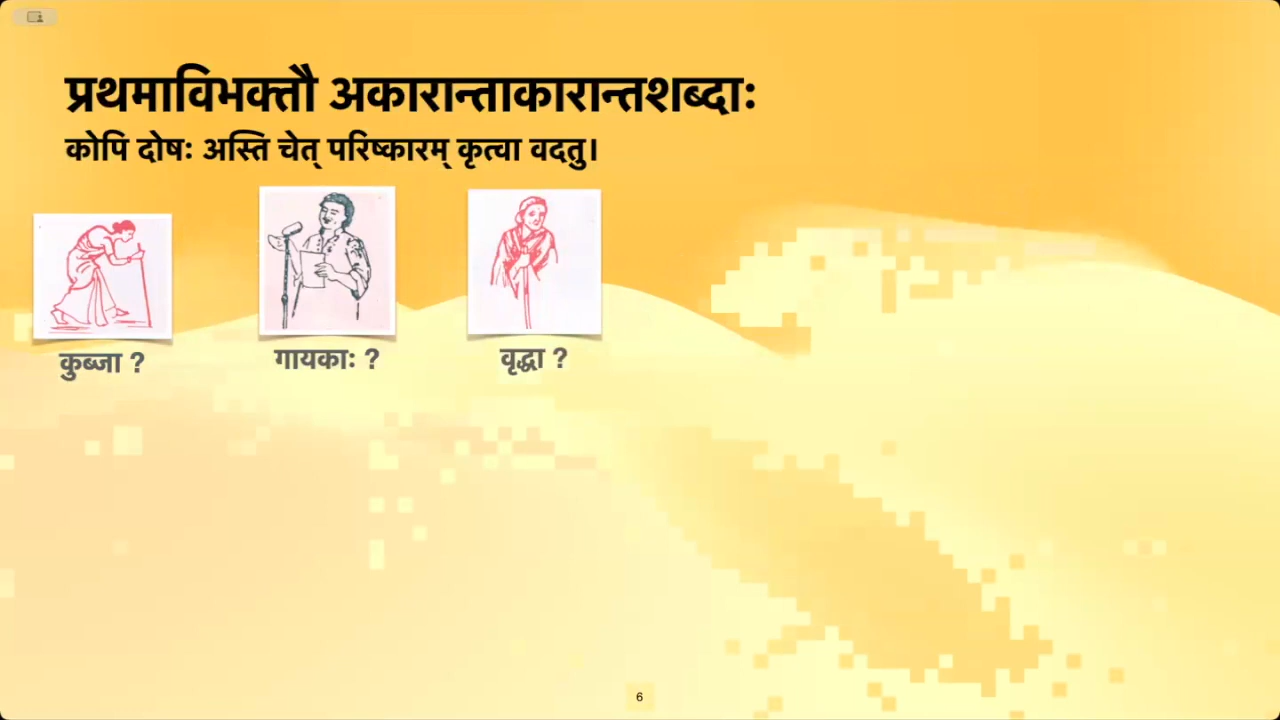 प्रथमाविभक्तौ अकारान्ताकारान्तशब्दाः
कोपि दोषः अस्ति चेत् परिष्कारम् कृत्वा वदतु।
कुब्जा ?
गायकाः ?
वृद्धा ?
6